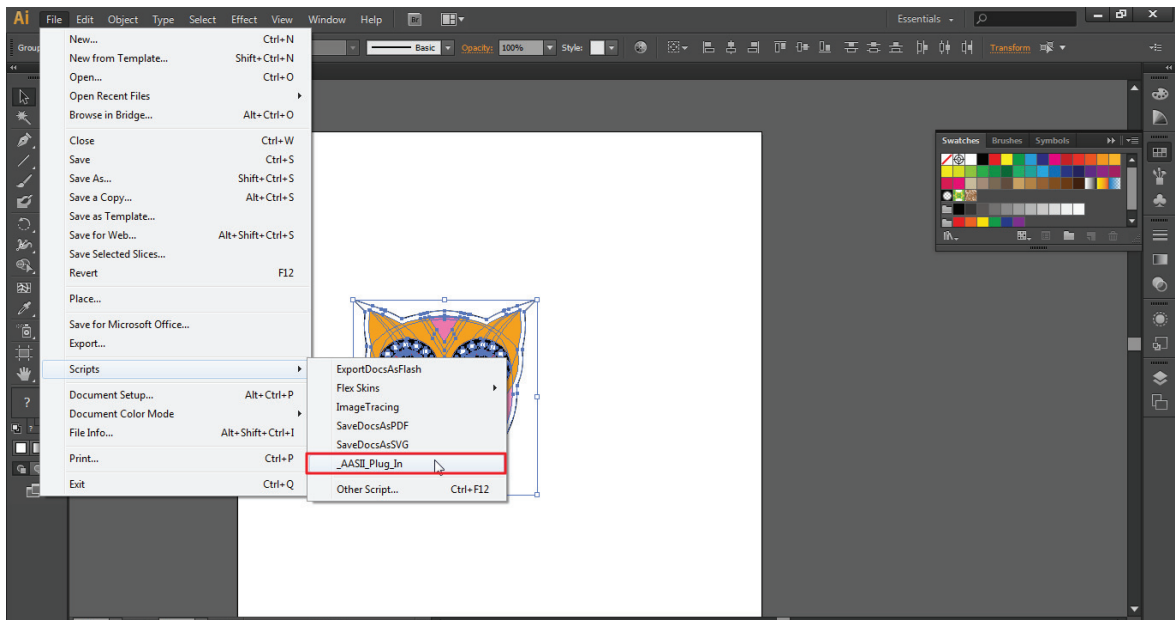 Ai File Edit Object Type Select Effect View Window Help Br Essentials
Group Basic Opacity: 100% Style: Transform
New... Ctrl+N
New from Template... Shift+Ctrl+N
Open... Ctrl+O
Open Recent Files
Browse in Bridge... Alt+Ctrl+O
Close Ctrl+W
Save Ctrl+S
Save As... Shift+Ctrl+S
Save a Copy... Alt+Ctrl+S
Save as Template...
Save for Web... Alt+Shift+Ctrl+S
Save Selected Slices...
Revert F12
Place...
Save for Microsoft Office...
Export...
Scripts
Document Setup... Alt+Ctrl+P
Document Color Mode
File Info... Alt+Shift+Ctrl+I
Print... Ctrl+P
Exit Ctrl+Q
ExportDocsAsFlash
Flex Skins
ImageTracing
SaveDocsAsPDF
SaveDocsAsSVG
_AASII_Plug_In
Other Script... Ctrl+F12
Swatches Brushes Symbols